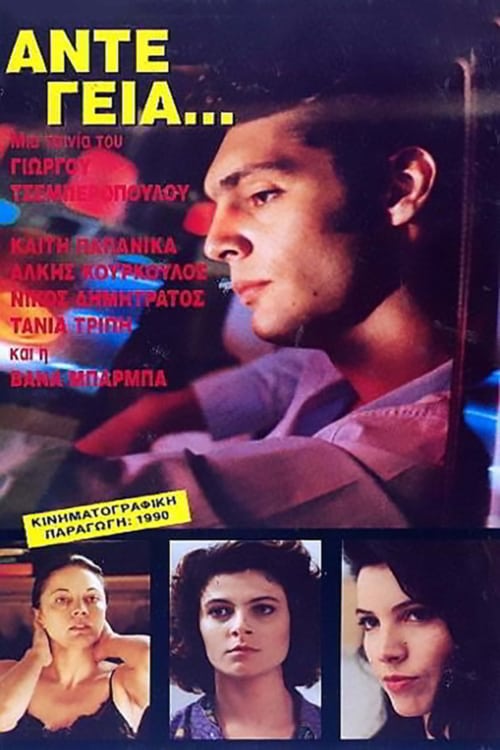 ΑΝΤΕ
ΓΕΙΑ...
Μια ταινία του
ΓΙΩΡΓΟΥ
ΤΣΕΜΠΕΡΟΠΟΥΛΟΥ
ΚΑΙΤΗ ΠΑΠΑΝΙΚΑ
ΑΛΚΗΣ ΚΟΥΡΚΟΥΛΟΣ
ΝΙΚΟΣ ΔΗΜΗΤΡΑΤΟΣ
ΤΑΝΙΑ ΤΡΙΠΗ
και η
ΒΑΝΑ ΜΠΑΡΜΠΑ
ΚΙΝΗΜΑΤΟΓΡΑΦΙΚΗ
ΠΑΡΑΓΩΓΗ: 1990